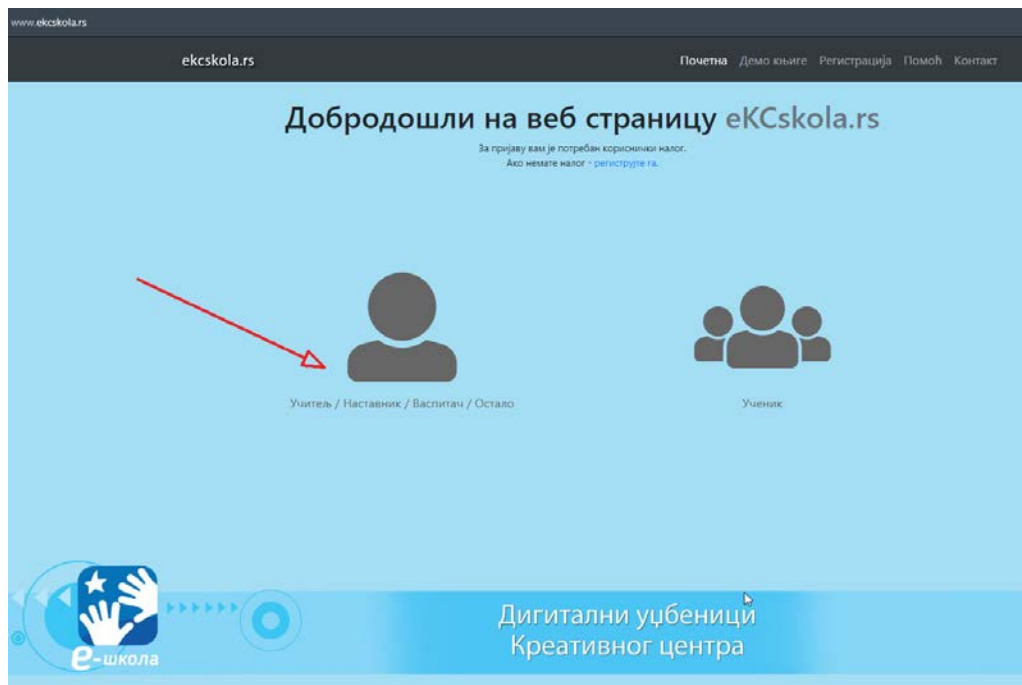 www.ekcskola.rs
ekcskola.rs
Почетна Демо књиге Регистрација Помоћ Контакт
Добродошли на веб страницу eKCskola.rs
За пријаву вам је потребан кориснички налог.
Ако немате налог - региструјте га.
Учитељ / Наставник / Васпитач / Остало
Ученик
е-школа
Дигитални уџбеници
Креативног центра